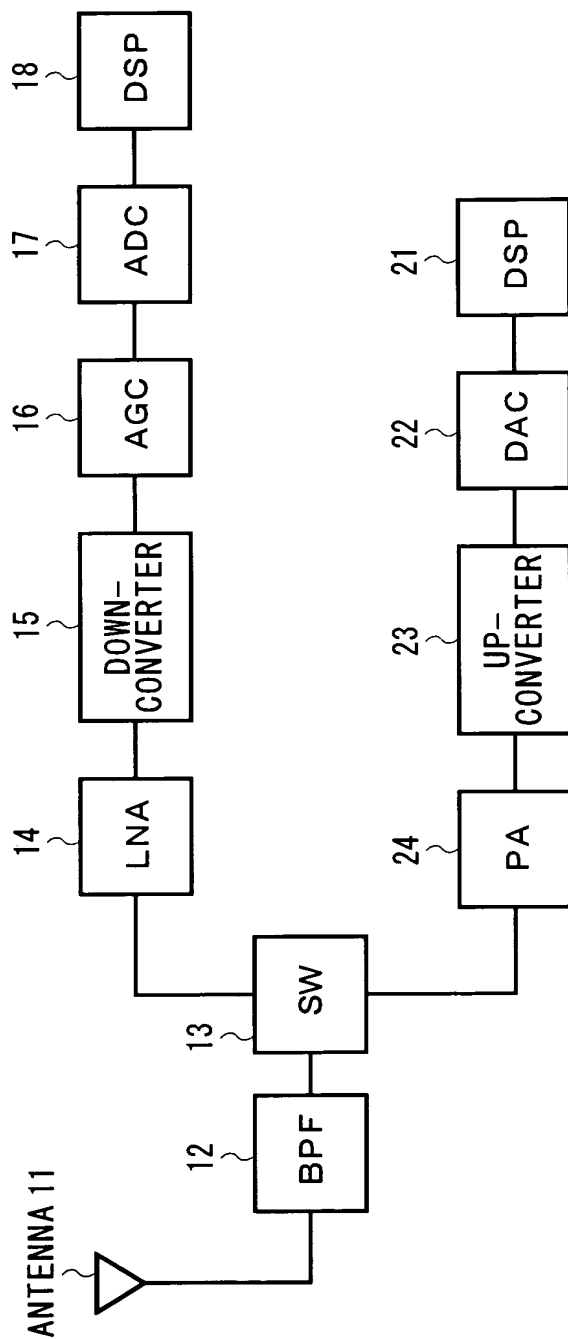 ANTENNA 11
12
BPF
13
SW
14
LNA
15
DOWN-
CONVERTER
16
AGC
17
ADC
18
DSP
24
PA
23
UP-
CONVERTER
22
DAC
21
DSP